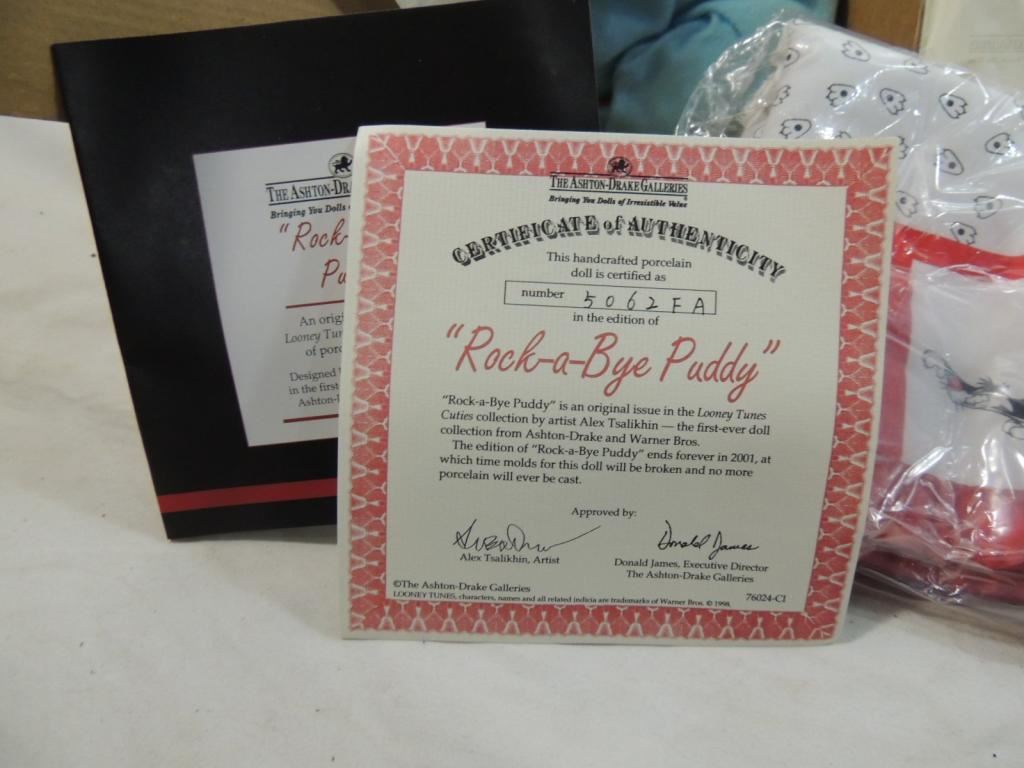 THE ASHTON-DRA
Bringing You Dolls
"Rock-
Pu
An origi
Looney Tun
of porc
Designed
in the first
Ashton-
THE ASHTON-DRAKE GALLERIES
Bringing You Dolls of Irresistible Value
CERTIFICATE of AUTHENTICITY
This handcrafted porcelain
doll is certified as
number 5062FA
in the edition of
"Rock-a-Bye Puddy"
"Rock-a-Bye Puddy" is an original issue in the Looney Tunes
Cuties collection by artist Alex Tsalikhin — the first-ever doll
collection from Ashton-Drake and Warner Bros.
The edition of "Rock-a-Bye Puddy" ends forever in 2001, at
which time molds for this doll will be broken and no more
porcelain will ever be cast.
Approved by:
Donald James
Alex Tsalikhin, Artist
Donald James, Executive Director
The Ashton-Drake Galleries
©The Ashton-Drake Galleries
LOONEY TUNES, characters, names and all related indicia are trademarks of Warner Bros. © 1998.
76024-C1